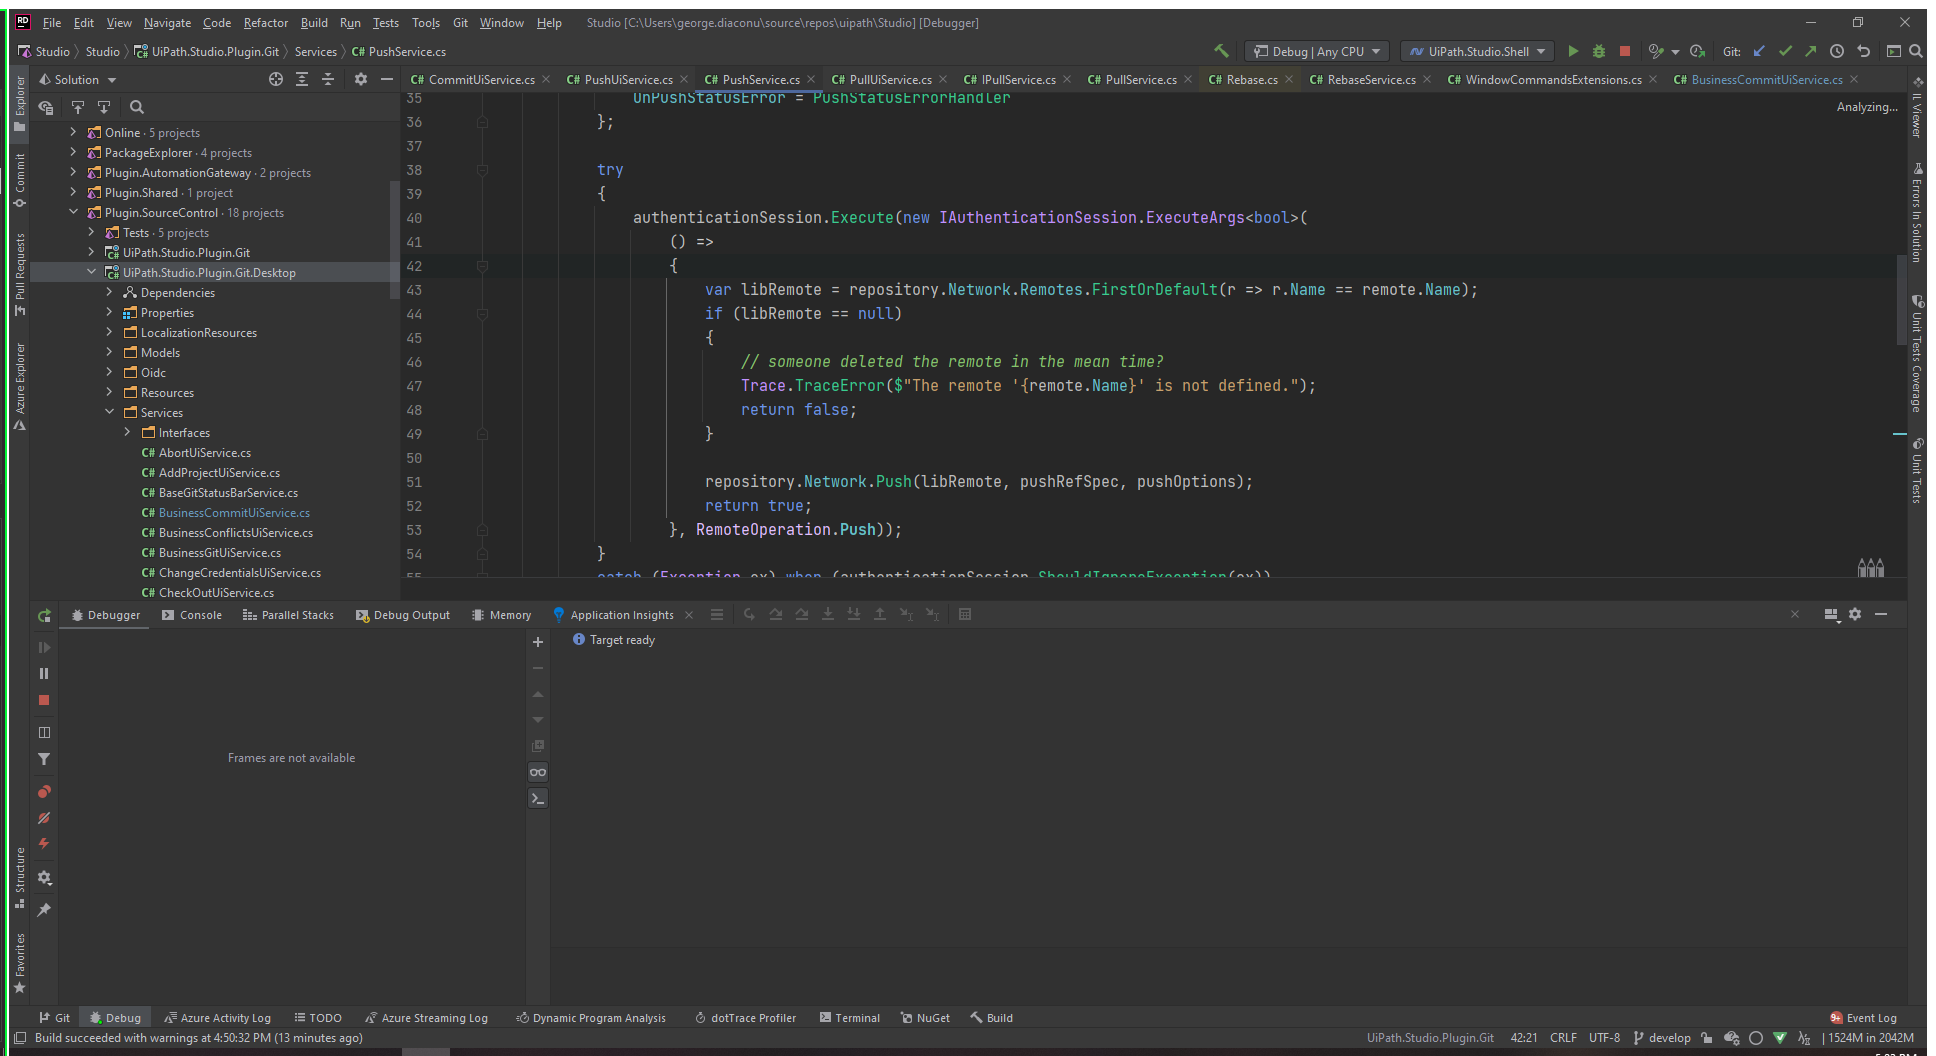 RD File Edit View Navigate Code Refactor Build Run Tests Tools Git Window Help Studio [C:\Users\george.diaconu\source\repos\uipath\Studio] [Debugger]
Studio Studio UiPath.Studio.Plugin.Git Services C# PushService.cs
Debug | Any CPU UiPath.Studio.Shell Git:
Solution
C# CommitUiService.cs C# PushUiService.cs C# PushService.cs C# PullUiService.cs C# IPullService.cs C# PullService.cs C# Rebase.cs C# RebaseService.cs C# WindowCommandsExtensions.cs C# BusinessCommitUiService.cs
Explorer
Commit
Pull Requests
Azure Explorer
Structure
Favorites
Online · 5 projects
PackageExplorer · 4 projects
Plugin.AutomationGateway · 2 projects
Plugin.Shared · 1 project
Plugin.SourceControl · 18 projects
Tests · 5 projects
UiPath.Studio.Plugin.Git
UiPath.Studio.Plugin.Git.Desktop
Dependencies
Properties
LocalizationResources
Models
Oidc
Resources
Services
Interfaces
C# AbortUiService.cs
C# AddProjectUiService.cs
C# BaseGitStatusBarService.cs
C# BusinessCommitUiService.cs
C# BusinessConflictsUiService.cs
C# BusinessGitUiService.cs
C# ChangeCredentialsUiService.cs
C# CheckOutUiService.cs
Analyzing...
35 OnPushStatusError = PushStatusErrorHandler
36 };
37
38 try
39 {
40 authenticationSession.Execute(new IAuthenticationSession.ExecuteArgs<bool>(
41 () =>
42 {
43 var libRemote = repository.Network.Remotes.FirstOrDefault(r => r.Name == remote.Name);
44 if (libRemote == null)
45 {
46 // someone deleted the remote in the mean time?
47 Trace.TraceError($"The remote '{remote.Name}' is not defined.");
48 return false;
49 }
50
51 repository.Network.Push(libRemote, pushRefSpec, pushOptions);
52 return true;
53 }, RemoteOperation.Push));
54 }
55 catch (Exception ex) when (authenticationSession.ShouldIgnoreException(ex))
IL Viewer
Errors In Solution
Unit Tests Coverage
Unit Tests
Debugger Console Parallel Stacks Debug Output Memory Application Insights
Target ready
Frames are not available
Git Debug Azure Activity Log TODO Azure Streaming Log Dynamic Program Analysis dotTrace Profiler Terminal NuGet Build 9+ Event Log
Build succeeded with warnings at 4:50:32 PM (13 minutes ago) UiPath.Studio.Plugin.Git 42:21 CRLF UTF-8 develop 1524M in 2042M